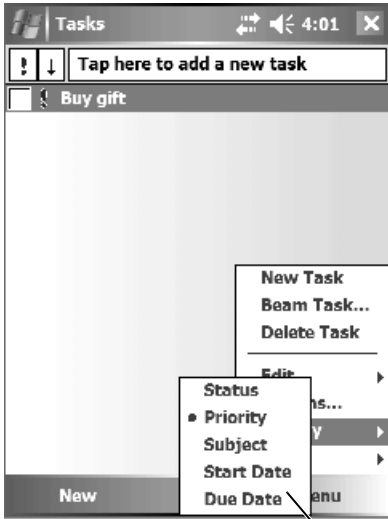 Tasks 4:01
! ↓ Tap here to add a new task
! Buy gift
New Task
Beam Task...
Delete Task
Edit
Status
Priority
Subject
Start Date
Due Date
New